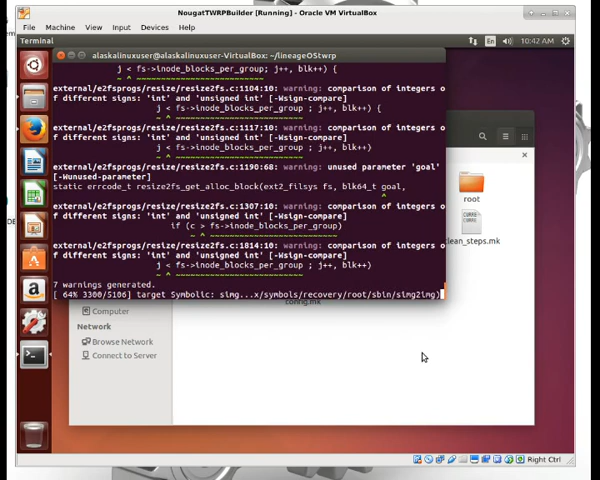 NougatTWRPBuilder [Running] - Oracle VM VirtualBox
File Machine View Input Devices Help
Terminal
En
10:42 AM
alaskalinuxuser@alaskalinuxuser-VirtualBox: ~/lineageOStwrp
j < fs->inode_blocks_per_group; j++, blk++) {
~ ^ ~~~~~~~~~~~~~~~~~~~~~~~~~
external/e2fsprogs/resize/resize2fs.c:1104:10: warning: comparison of integers o
f different signs: 'int' and 'unsigned int' [-Wsign-compare]
j < fs->inode_blocks_per_group ; j++, blk++) {
~ ^ ~~~~~~~~~~~~~~~~~~~~~~~~~
external/e2fsprogs/resize/resize2fs.c:1117:10: warning: comparison of integers o
f different signs: 'int' and 'unsigned int' [-Wsign-compare]
j < fs->inode_blocks_per_group ; j++, blk++)
~ ^ ~~~~~~~~~~~~~~~~~~~~~~~~~
external/e2fsprogs/resize/resize2fs.c:1190:68: warning: unused parameter 'goal'
[-Wunused-parameter]
static errcode_t resize2fs_get_alloc_block(ext2_filsys fs, blk64_t goal,
^
external/e2fsprogs/resize/resize2fs.c:1307:10: warning: comparison of integers o
f different signs: 'int' and 'unsigned int' [-Wsign-compare]
if (c > fs->inode_blocks_per_group)
~ ^ ~~~~~~~~~~~~~~~~~~~~~~~~~
external/e2fsprogs/resize/resize2fs.c:1814:10: warning: comparison of integers o
f different signs: 'int' and 'unsigned int' [-Wsign-compare]
j < fs->inode_blocks_per_group ; j++, blk++)
~ ^ ~~~~~~~~~~~~~~~~~~~~~~~~~
7 warnings generated.
[ 64% 3300/5106] target Symbolic: simg...x/symbols/recovery/root/sbin/simg2img)
root
lean_steps.mk
config.mk
Computer
Network
Browse Network
Connect to Server
Right Ctrl